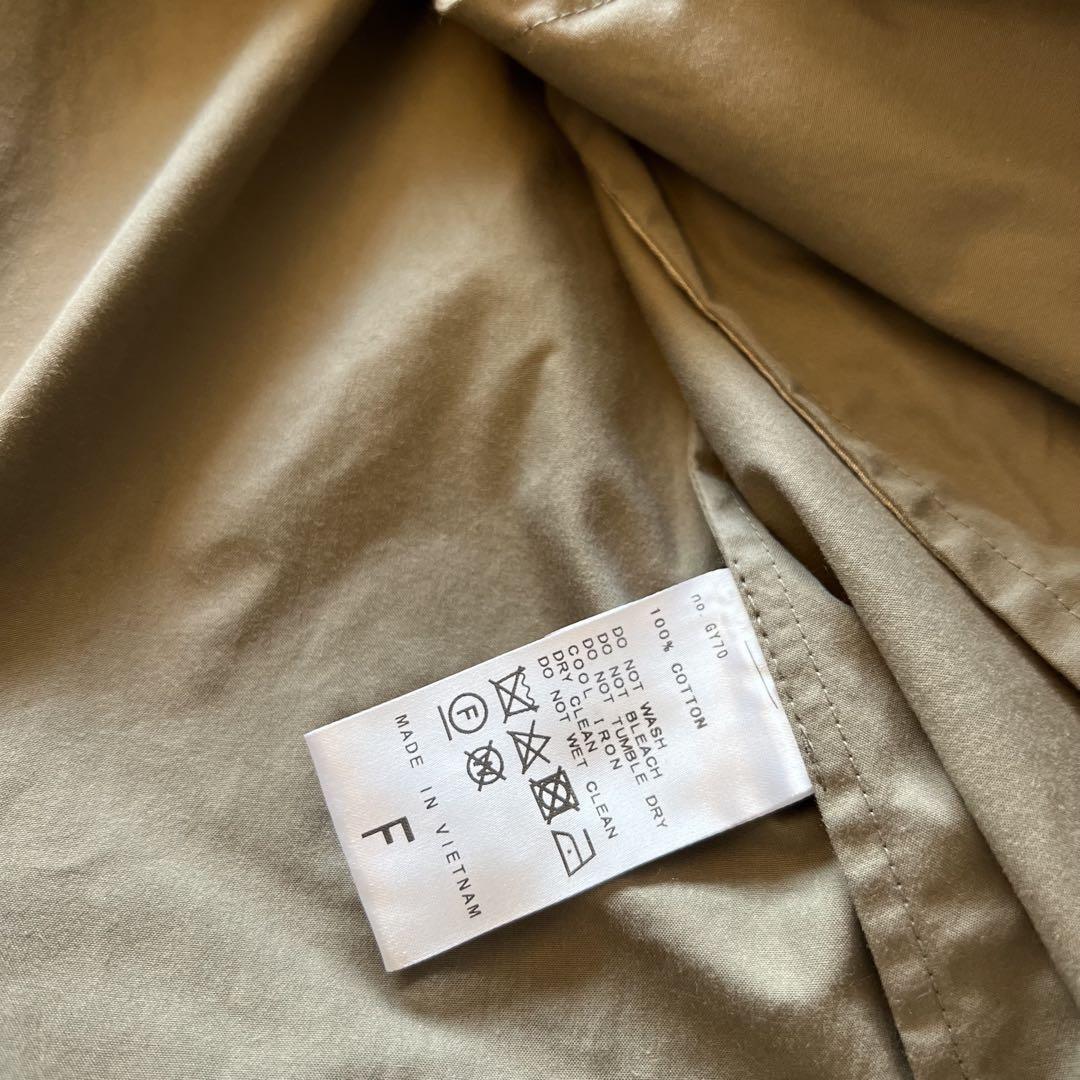 no GY70
100% COTTON
DO NOT WASH
DO NOT BLEACH
DO NOT TUMBLE DRY
COOL IRON
DRY CLEAN
DO NOT WET CLEAN
F
MADE IN VIETNAM
F